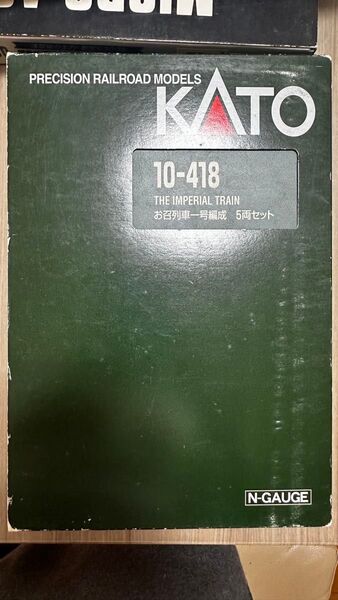 PRECISION RAILROAD MODELS
KATO
10-418
THE IMPERIAL TRAIN
お召列車一号編成 5両セット
N-GAUGE